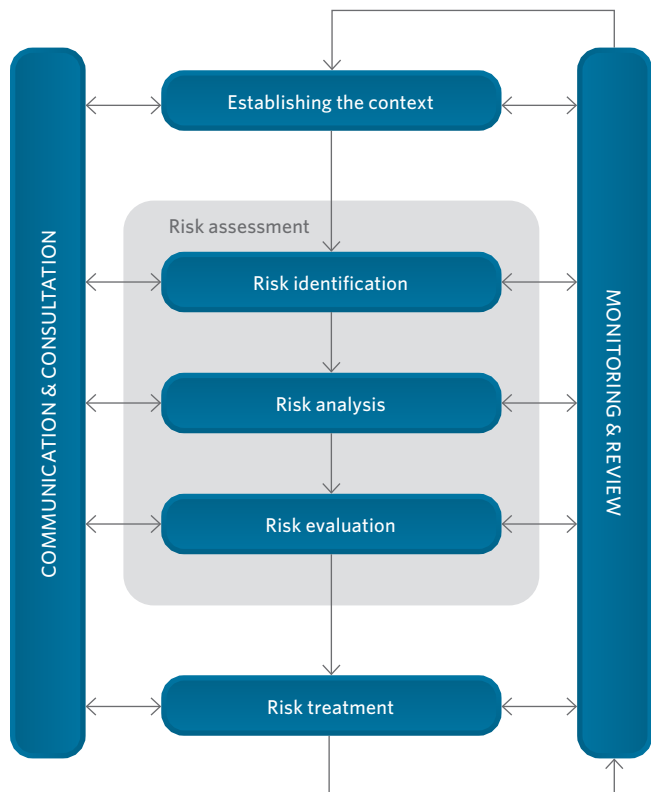 Establishing the context
Risk assessment
Risk identification
Risk analysis
Risk evaluation
Risk treatment
COMMUNICATION & CONSULTATION
MONITORING & REVIEW